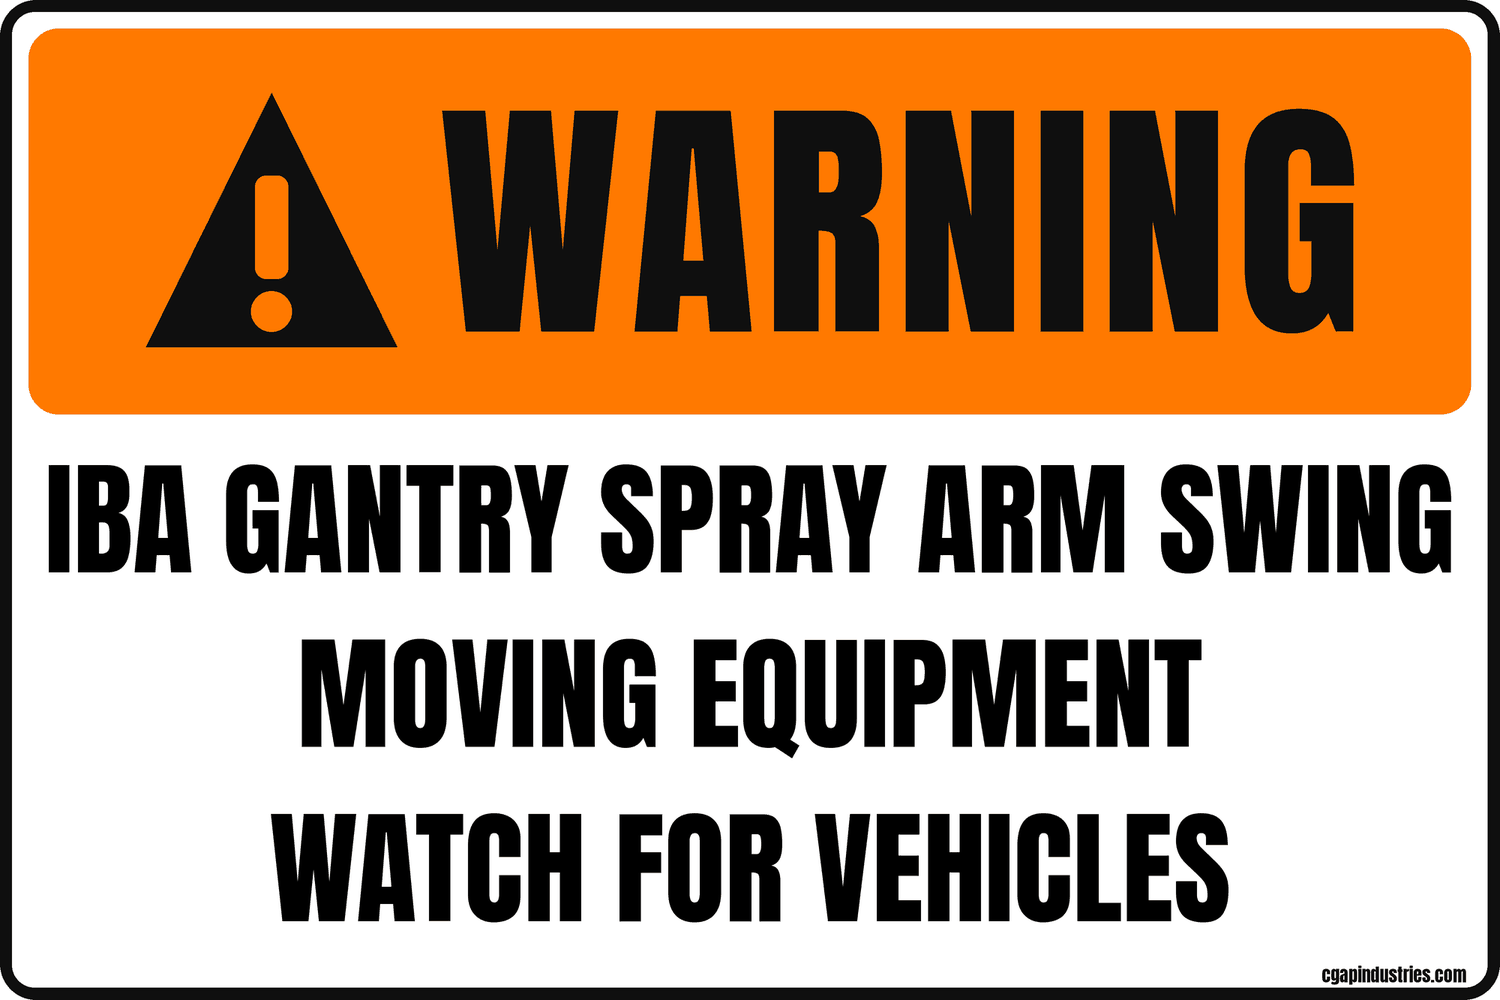 WARNING
IBA GANTRY SPRAY ARM SWING
MOVING EQUIPMENT
WATCH FOR VEHICLES
cgapindustries.com